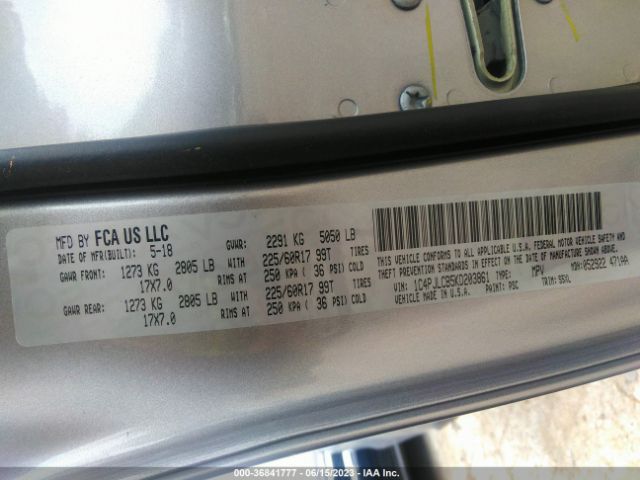 MFD BY FCA US LLC
DATE OF MFR(BUILT): 5-18 GVWR: 2291 KG 5050 LB
GAWR FRONT: 1273 KG 2805 LB WITH 225/60R17 99T TIRES
17X7.0 RIMS AT 250 KPA ( 36 PSI) COLD
GAWR REAR: 1273 KG 2805 LB WITH 225/60R17 99T TIRES
17X7.0 RIMS AT 250 KPA ( 36 PSI) COLD
THIS VEHICLE CONFORMS TO ALL APPLICABLE U.S.A. FEDERAL MOTOR VEHICLE SAFETY AND
THEFT PREVENTION STANDARDS IN EFFECT ON THE DATE OF MANUFACTURE SHOWN ABOVE.
VIN: 1C4PJLCB5KD203861 TYPE: MPV MDH: 052522 471AA
MADE IN U.S.A. PAINT: PSC TRIM: S5XL
000-36841777 - 06/15/2023 - IAA Inc.